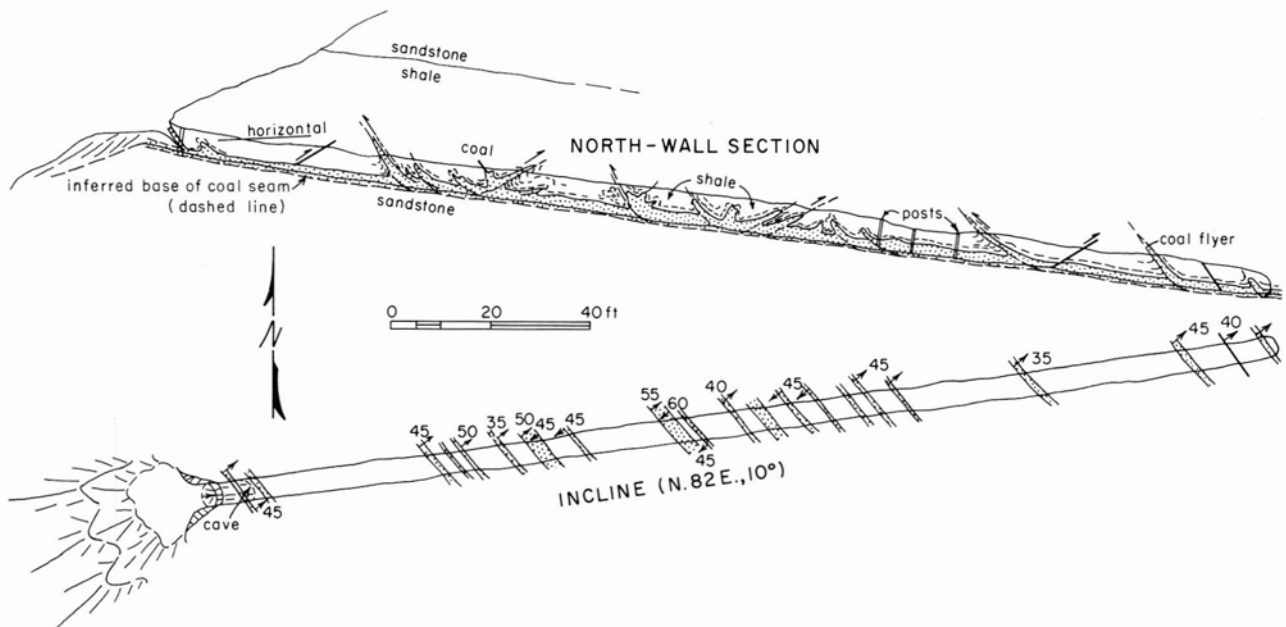 sandstone
shale
horizontal
coal
NORTH-WALL SECTION
inferred base of coal seam
(dashed line)
sandstone
shale
posts
coal flyer
N
0 20 40 ft
45 40
35
45
45
40
55 60
45
45
50
35
50
45
45
45
cave
45
INCLINE (N.82E.,10°)